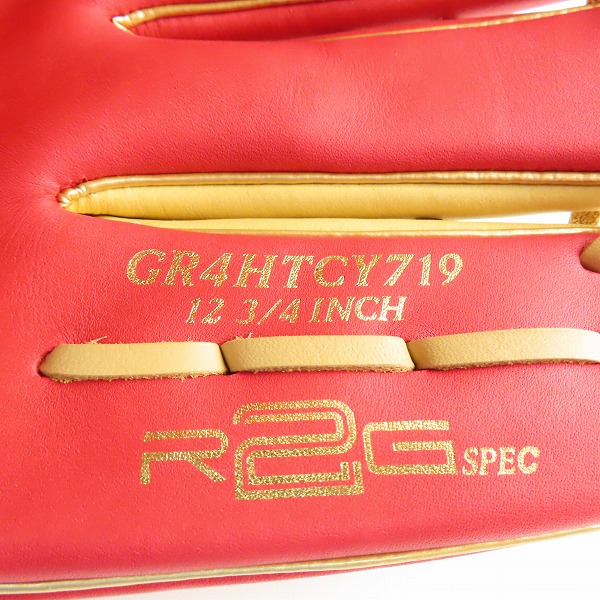 GR4HTCY719
12 3/4 INCH
R2G SPEC